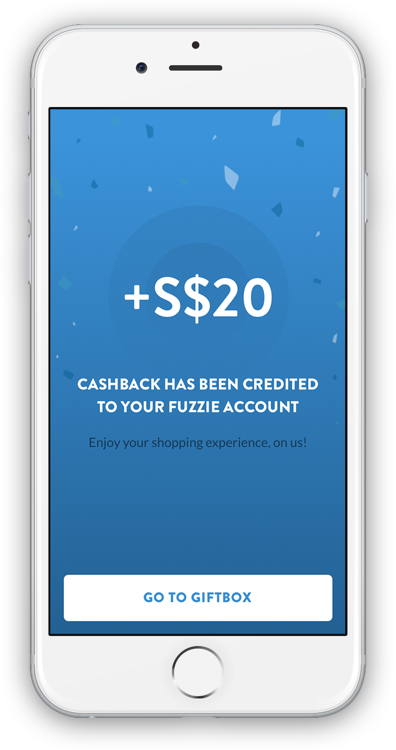 +S$20
CASHBACK HAS BEEN CREDITED
TO YOUR FUZZIE ACCOUNT
Enjoy your shopping experience, on us!
GO TO GIFTBOX